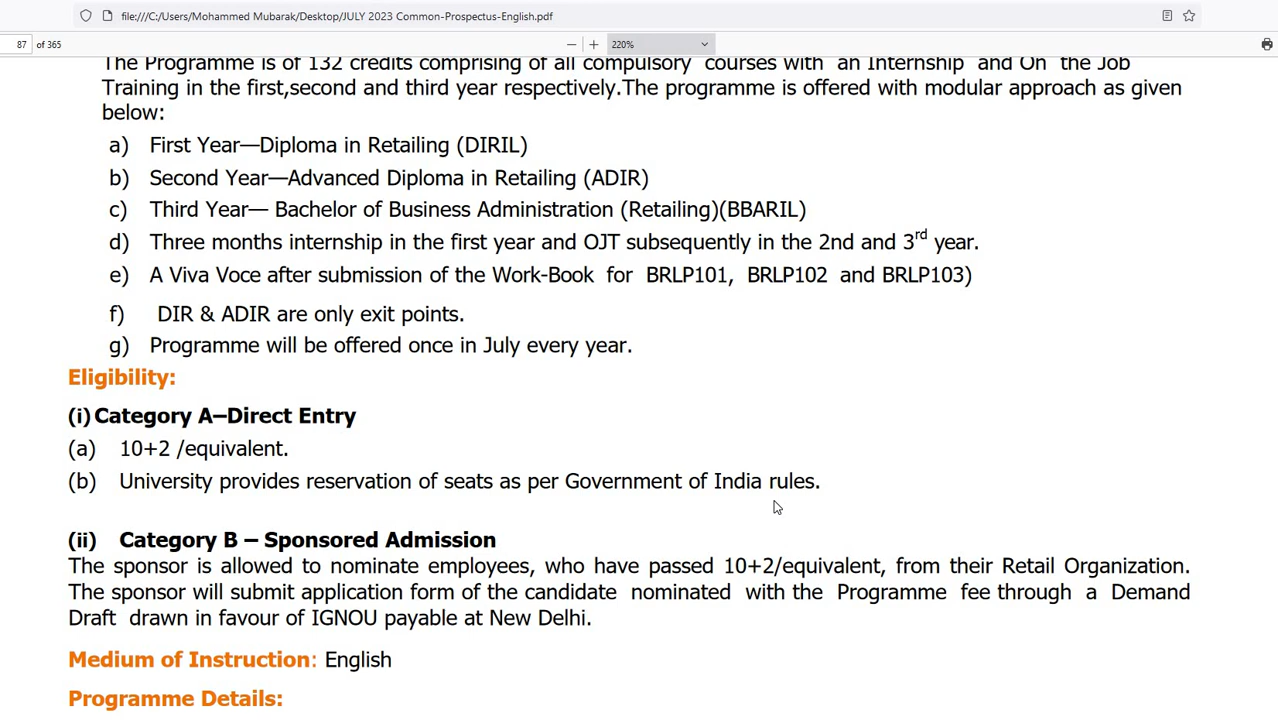 file:///C:/Users/Mohammed Mubarak/Desktop/JULY 2023 Common-Prospectus-English.pdf
87 of 365
220%
The Programme is of 132 credits comprising of all compulsory courses with an Internship and On the Job
Training in the first,second and third year respectively.The programme is offered with modular approach as given
below:
a) First Year—Diploma in Retailing (DIRIL)
b) Second Year—Advanced Diploma in Retailing (ADIR)
c) Third Year— Bachelor of Business Administration (Retailing)(BBARIL)
d) Three months internship in the first year and OJT subsequently in the 2nd and 3rd year.
e) A Viva Voce after submission of the Work-Book for BRLP101, BRLP102 and BRLP103)
f) DIR & ADIR are only exit points.
g) Programme will be offered once in July every year.
Eligibility:
(i) Category A–Direct Entry
(a) 10+2 /equivalent.
(b) University provides reservation of seats as per Government of India rules.
(ii) Category B – Sponsored Admission
The sponsor is allowed to nominate employees, who have passed 10+2/equivalent, from their Retail Organization.
The sponsor will submit application form of the candidate nominated with the Programme fee through a Demand
Draft drawn in favour of IGNOU payable at New Delhi.
Medium of Instruction: English
Programme Details: